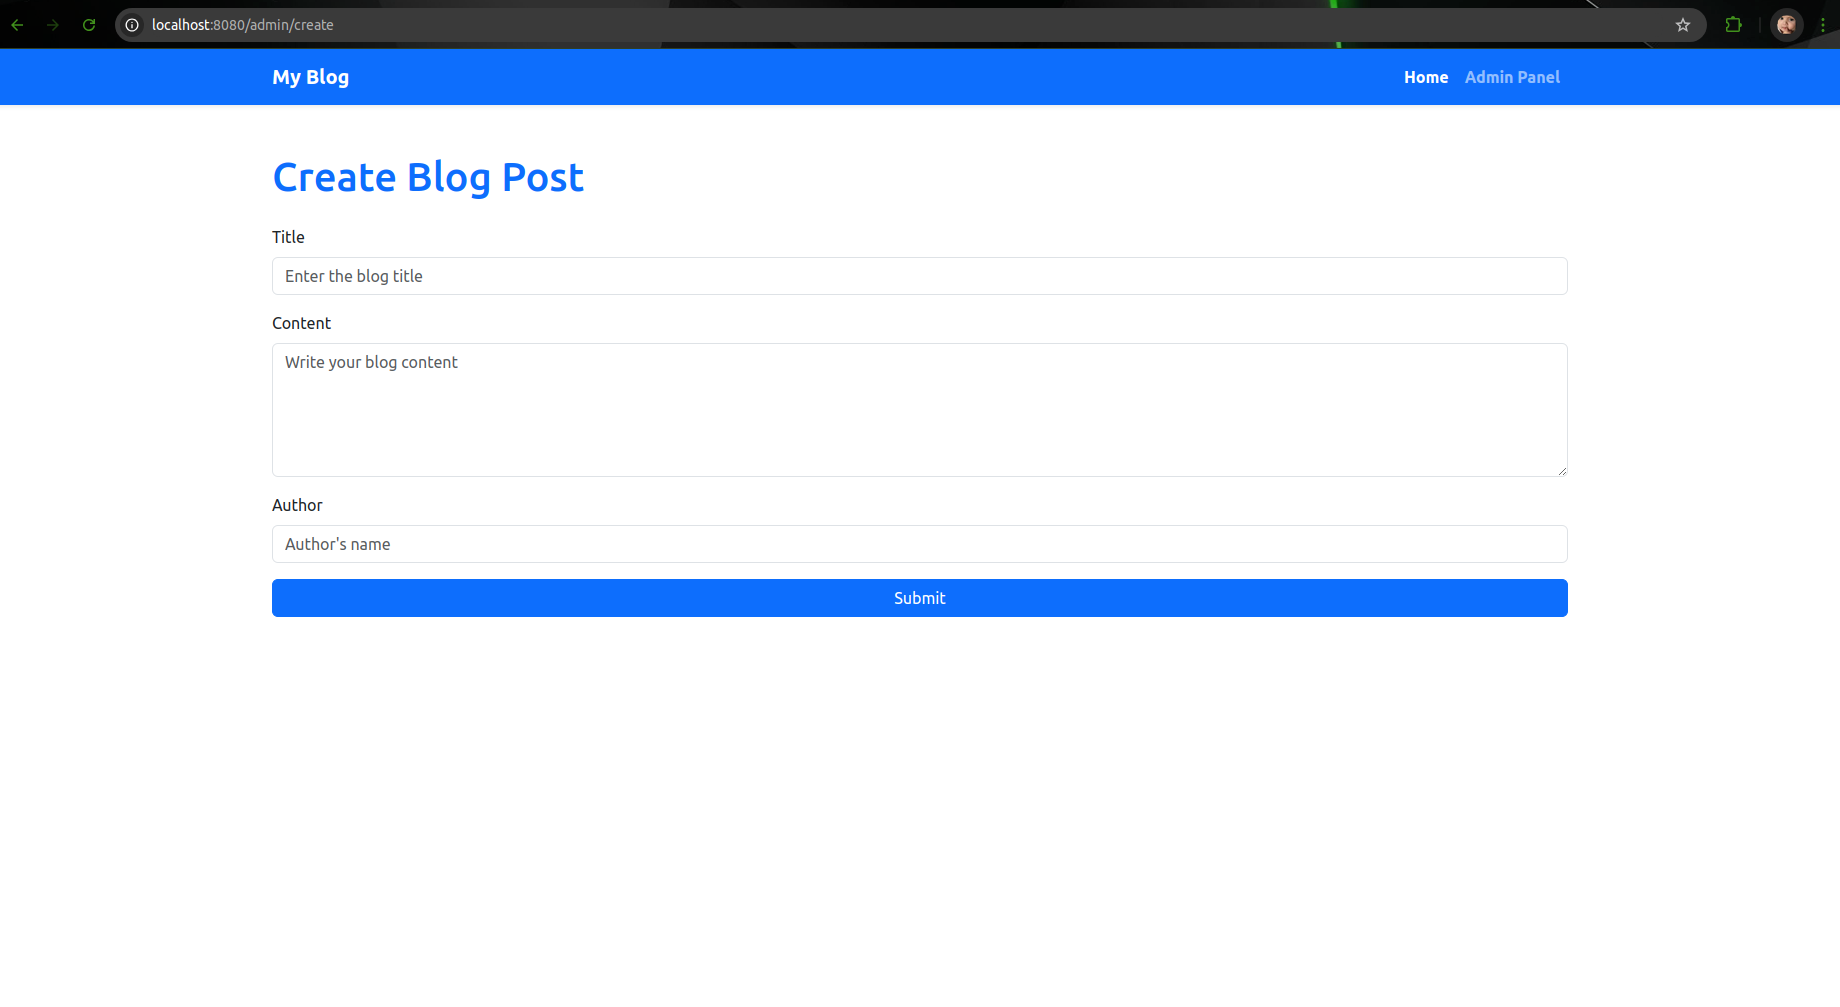 localhost:8080/admin/create
My Blog
Home Admin Panel
Create Blog Post
Title
Enter the blog title
Content
Write your blog content
Author
Author's name
Submit